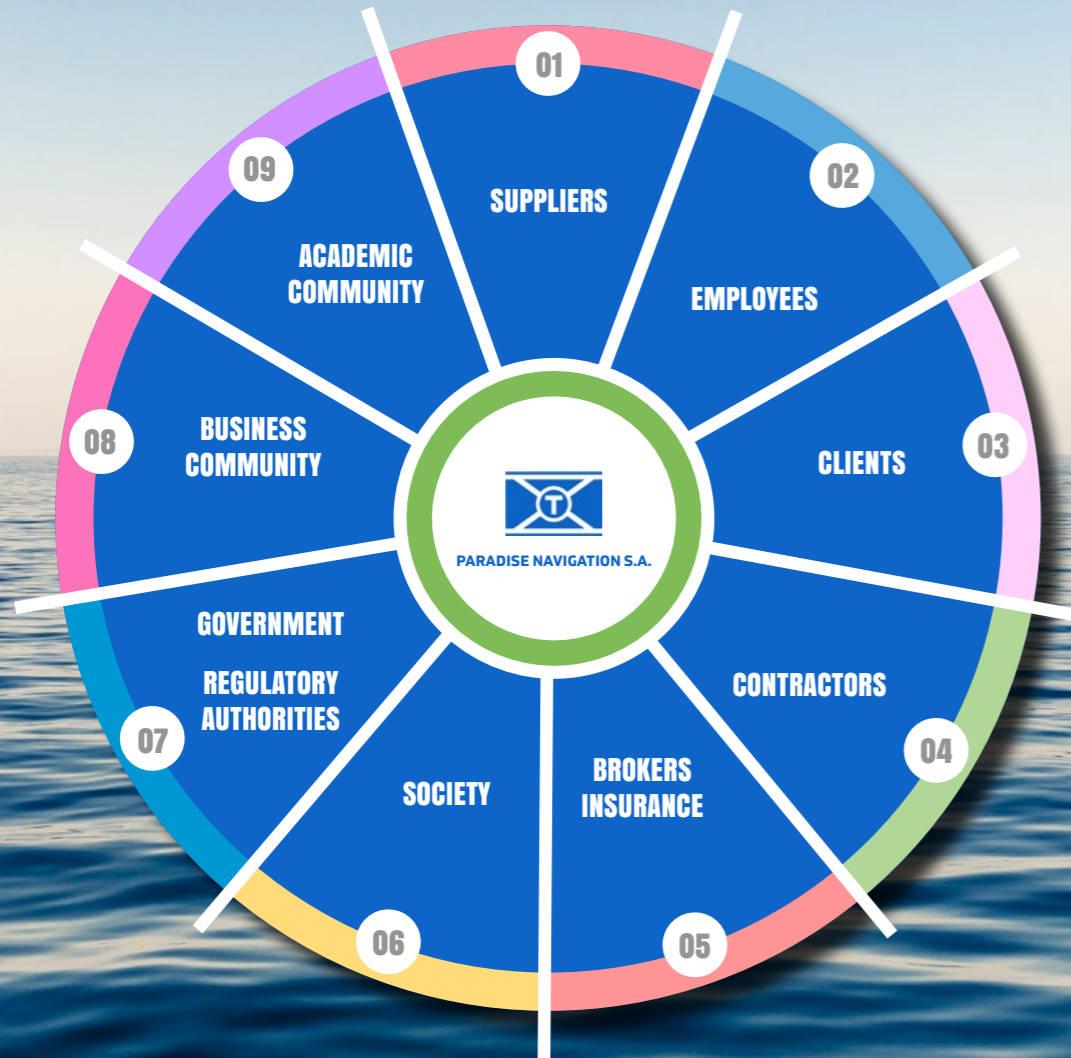 01
SUPPLIERS
02
EMPLOYEES
03
CLIENTS
04
CONTRACTORS
05
BROKERS
INSURANCE
06
SOCIETY
07
GOVERNMENT
REGULATORY
AUTHORITIES
08
BUSINESS
COMMUNITY
09
ACADEMIC
COMMUNITY
T
PARADISE NAVIGATION S.A.